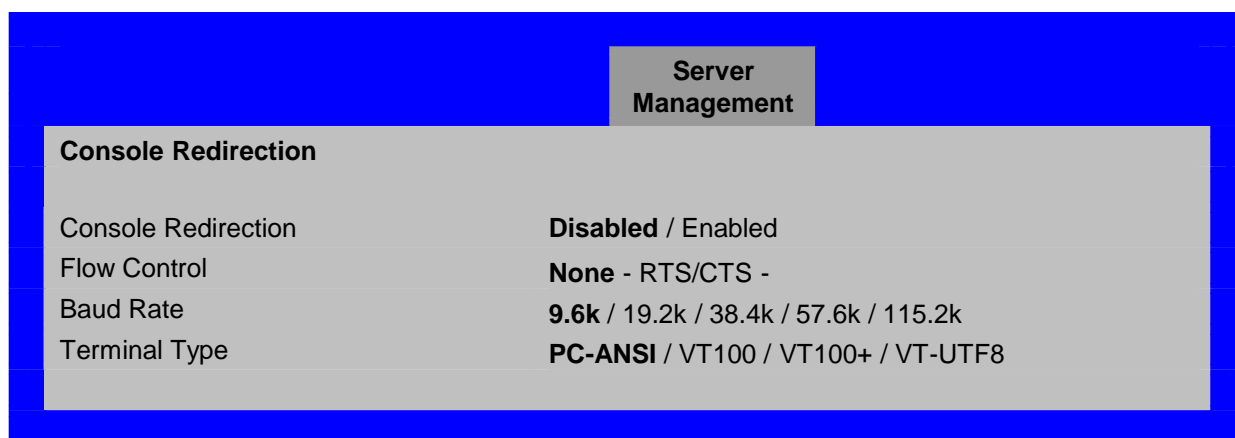 Server
Management
Console Redirection
Console Redirection Disabled / Enabled
Flow Control None - RTS/CTS -
Baud Rate 9.6k / 19.2k / 38.4k / 57.6k / 115.2k
Terminal Type PC-ANSI / VT100 / VT100+ / VT-UTF8